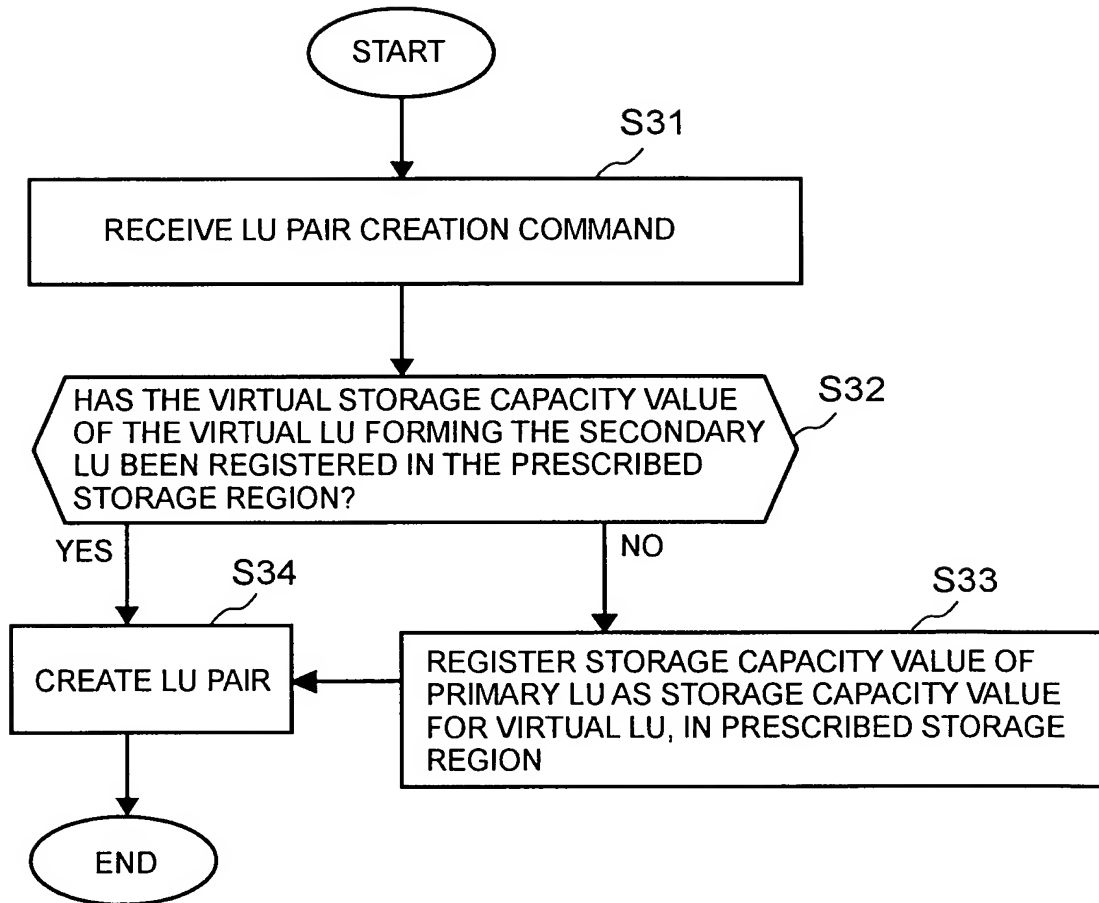 START
S31
RECEIVE LU PAIR CREATION COMMAND
HAS THE VIRTUAL STORAGE CAPACITY VALUE
OF THE VIRTUAL LU FORMING THE SECONDARY
LU BEEN REGISTERED IN THE PRESCRIBED
STORAGE REGION?
S32
YES
NO
S34
S33
CREATE LU PAIR
REGISTER STORAGE CAPACITY VALUE OF
PRIMARY LU AS STORAGE CAPACITY VALUE
FOR VIRTUAL LU, IN PRESCRIBED STORAGE
REGION
END